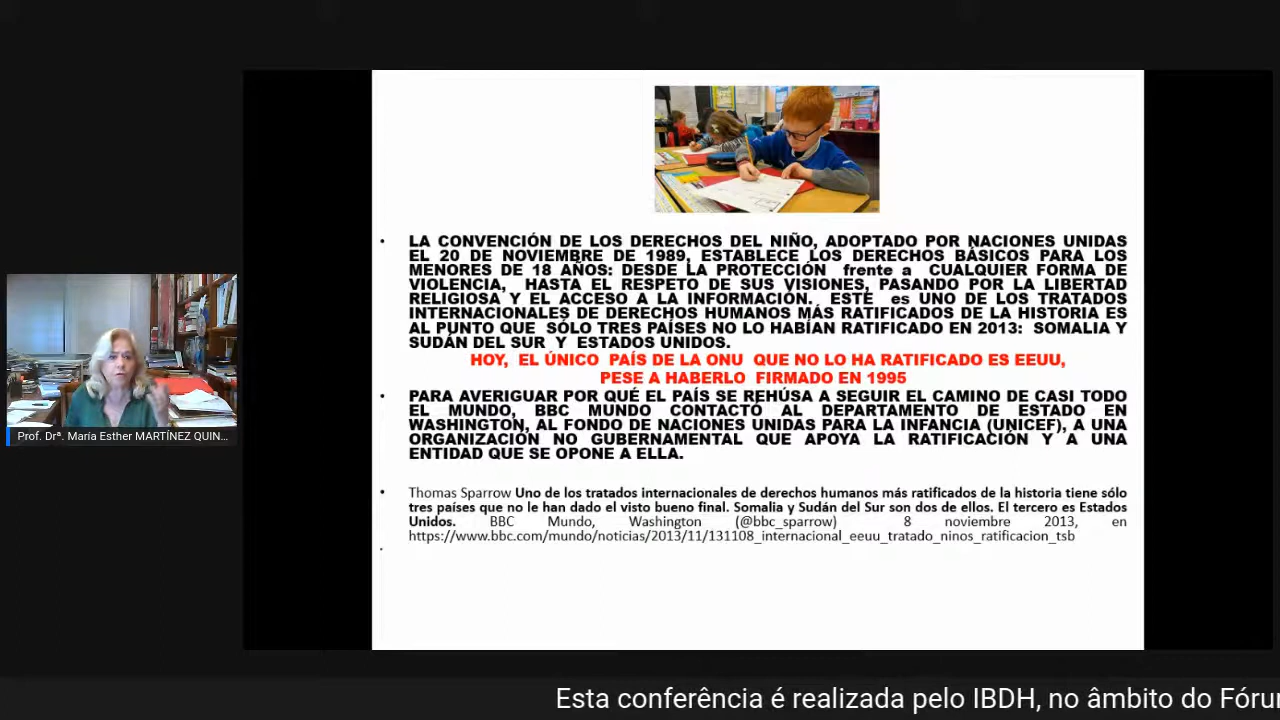 LA CONVENCIÓN DE LOS DERECHOS DEL NIÑO, ADOPTADO POR NACIONES UNIDAS
EL 20 DE NOVIEMBRE DE 1989, ESTABLECE LOS DERECHOS BÁSICOS PARA LOS
MENORES DE 18 AÑOS: DESDE LA PROTECCIÓN frente a CUALQUIER FORMA DE
VIOLENCIA, HASTA EL RESPETO DE SUS VISIONES, PASANDO POR LA LIBERTAD
RELIGIOSA Y EL ACCESO A LA INFORMACIÓN. ESTE es UNO DE LOS TRATADOS
INTERNACIONALES DE DERECHOS HUMANOS MÁS RATIFICADOS DE LA HISTORIA ES
AL PUNTO QUE SÓLO TRES PAÍSES NO LO HABÍAN RATIFICADO EN 2013: SOMALIA Y
SUDÁN DEL SUR Y ESTADOS UNIDOS.
HOY, EL ÚNICO PAÍS DE LA ONU QUE NO LO HA RATIFICADO ES EEUU,
PESE A HABERLO FIRMADO EN 1995
PARA AVERIGUAR POR QUÉ EL PAÍS SE REHÚSA A SEGUIR EL CAMINO DE CASI TODO
EL MUNDO, BBC MUNDO CONTACTÓ AL DEPARTAMENTO DE ESTADO EN
WASHINGTON, AL FONDO DE NACIONES UNIDAS PARA LA INFANCIA (UNICEF), A UNA
ORGANIZACIÓN NO GUBERNAMENTAL QUE APOYA LA RATIFICACIÓN Y A UNA
ENTIDAD QUE SE OPONE A ELLA.
Thomas Sparrow Uno de los tratados internacionales de derechos humanos más ratificados de la historia tiene sólo
tres países que no le han dado el visto bueno final. Somalia y Sudán del Sur son dos de ellos. El tercero es Estados
Unidos. BBC Mundo, Washington (@bbc_sparrow) 8 noviembre 2013, en
https://www.bbc.com/mundo/noticias/2013/11/131108_internacional_eeuu_tratado_ninos_ratificacion_tsb
Prof. Drª. María Esther MARTÍNEZ QUIN...
Esta conferência é realizada pelo IBDH, no âmbito do Fóru